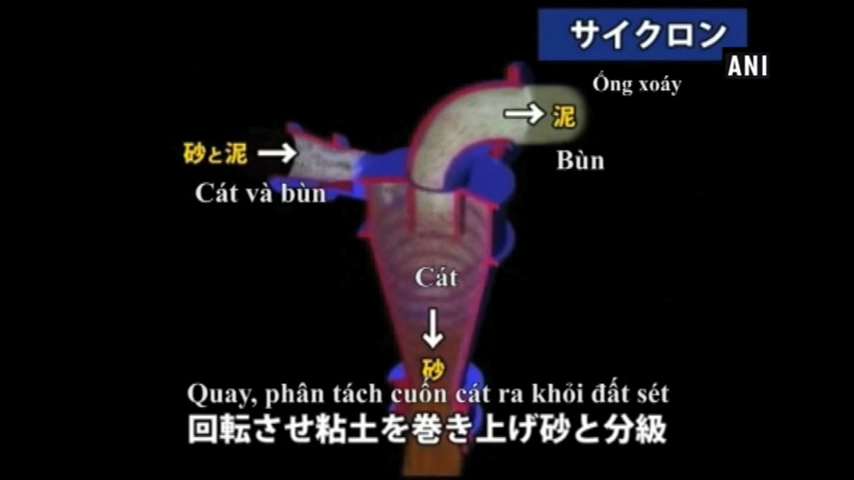 サイクロン
ANI
Ống xoáy
泥
砂と泥
Bùn
Cát và bùn
Cát
砂
Quay, phân tách cuốn cát ra khỏi đất sét
回転させ粘土を巻き上げ砂と分級